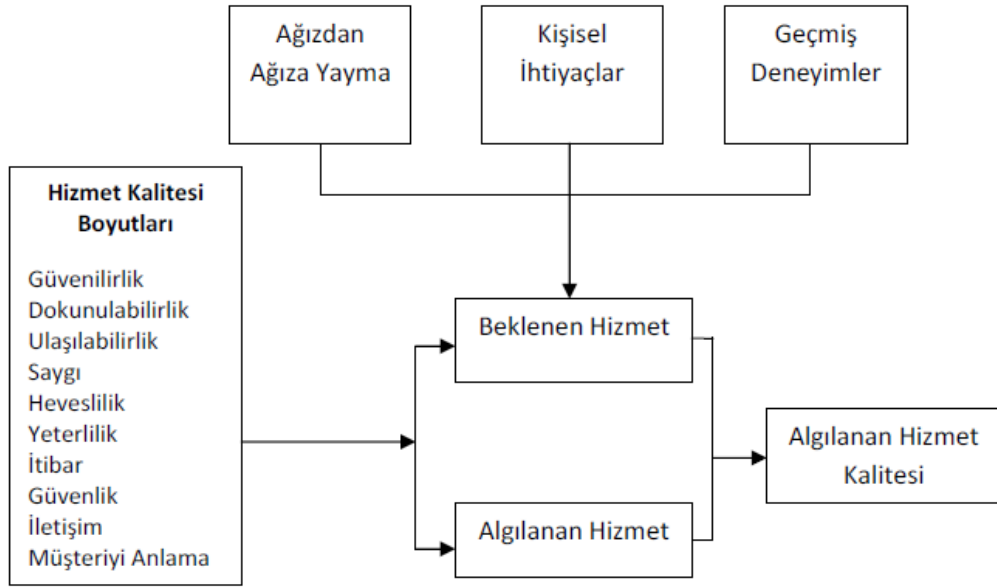 Ağızdan
Ağıza Yayma
Kişisel
İhtiyaçlar
Geçmiş
Deneyimler
Hizmet Kalitesi
Boyutları
Güvenilirlik
Dokunulabilirlik
Ulaşılabilirlik
Saygı
Heveslilik
Yeterlilik
İtibar
Güvenlik
İletişim
Müşteriyi Anlama
Beklenen Hizmet
Algılanan Hizmet
Algılanan Hizmet
Kalitesi